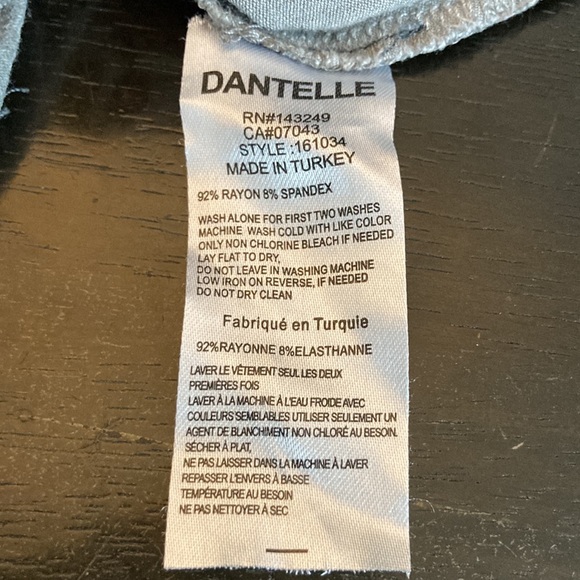 DANTELLE
RN#143249
CA#07043
STYLE :161034
MADE IN TURKEY
92% RAYON 8% SPANDEX
WASH ALONE FOR FIRST TWO WASHES
MACHINE WASH COLD WITH LIKE COLOR
ONLY NON CHLORINE BLEACH IF NEEDED
LAY FLAT TO DRY,
DO NOT LEAVE IN WASHING MACHINE
LOW IRON ON REVERSE, IF NEEDED
DO NOT DRY CLEAN
Fabriqué en Turquie
92%RAYONNE 8%ELASTHANNE
LAVER LE VÊTEMENT SEUL LES DEUX
PREMIÈRES FOIS
LAVER À LA MACHINE À L'EAU FROIDE AVEC
COULEURS SEMBLABLES UTILISER SEULEMENT UN
AGENT DE BLANCHIMENT NON CHLORÉ AU BESOIN.
SÉCHER À PLAT,
NE PAS LAISSER DANS LA MACHINE À LAVER
REPASSER L'ENVERS À BASSE
TEMPÉRATURE AU BESOIN
NE PAS NETTOYER À SEC